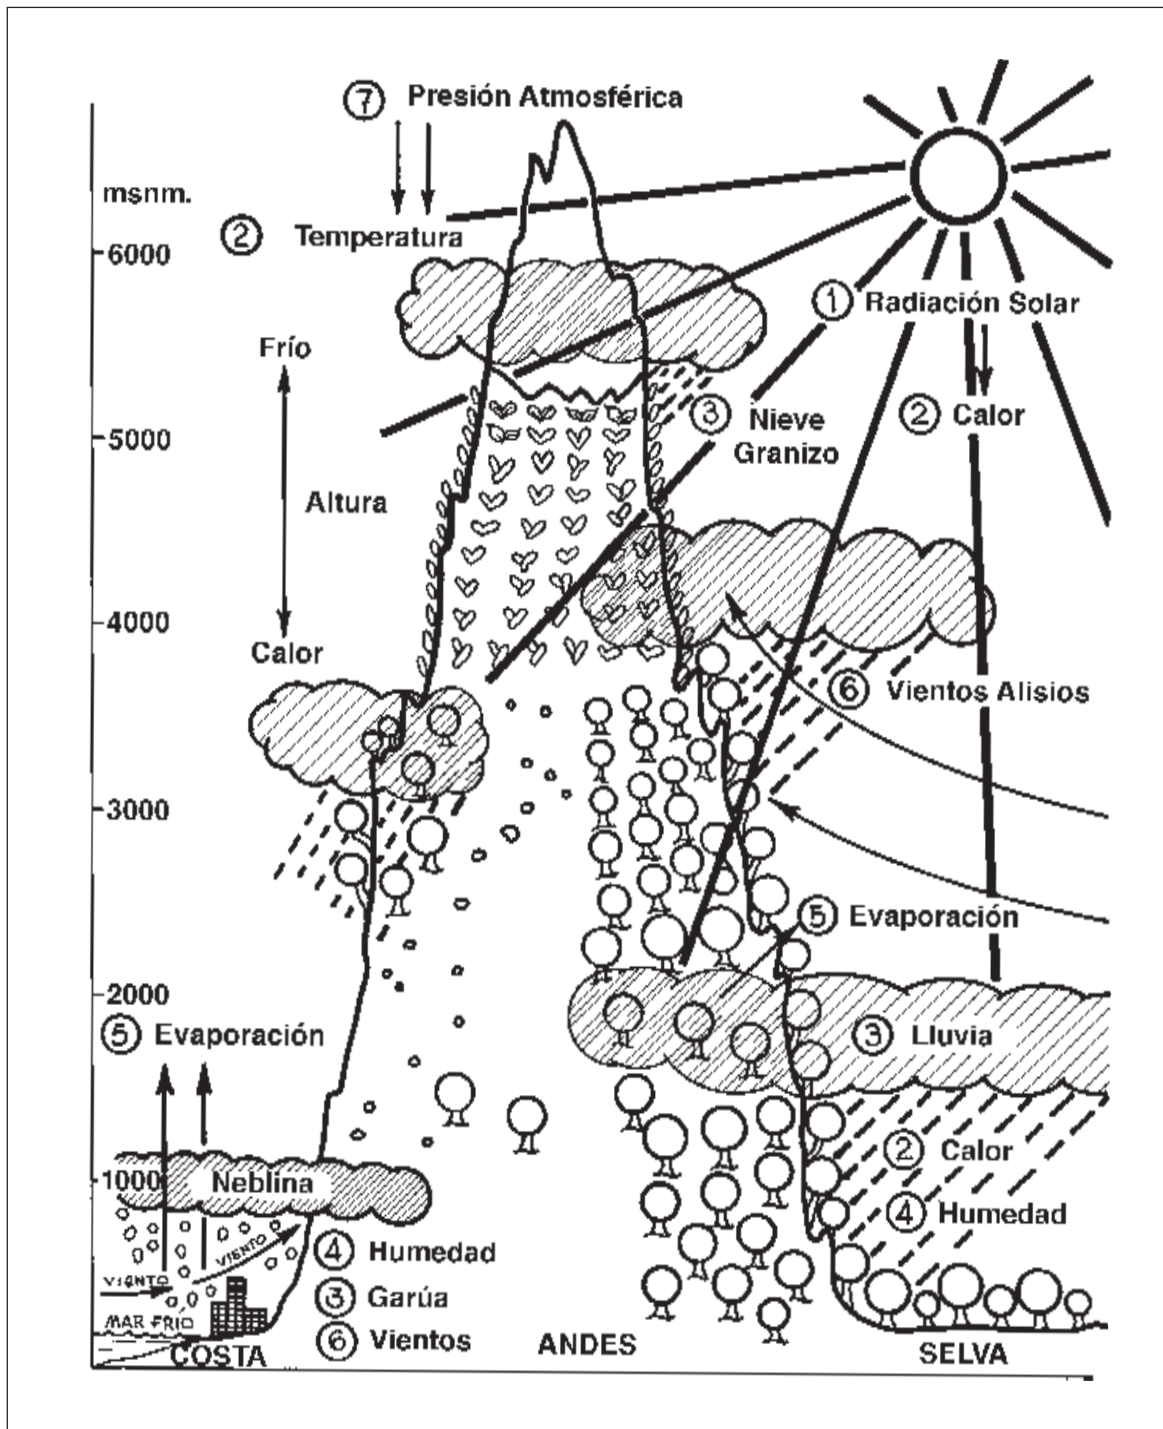 ⑦ Presión Atmosférica
msnm.
② Temperatura
6000
① Radiación Solar
Frío
② Calor
③ Nieve
Granizo
5000
Altura
4000
Calor
⑥ Vientos Alisios
3000
⑤ Evaporación
2000
⑤ Evaporación
③ Lluvia
② Calor
1000
Neblina
④ Humedad
VIENTO
④ Humedad
VIENTO
③ Garúa
MAR FRIO
⑥ Vientos
COSTA
ANDES
SELVA